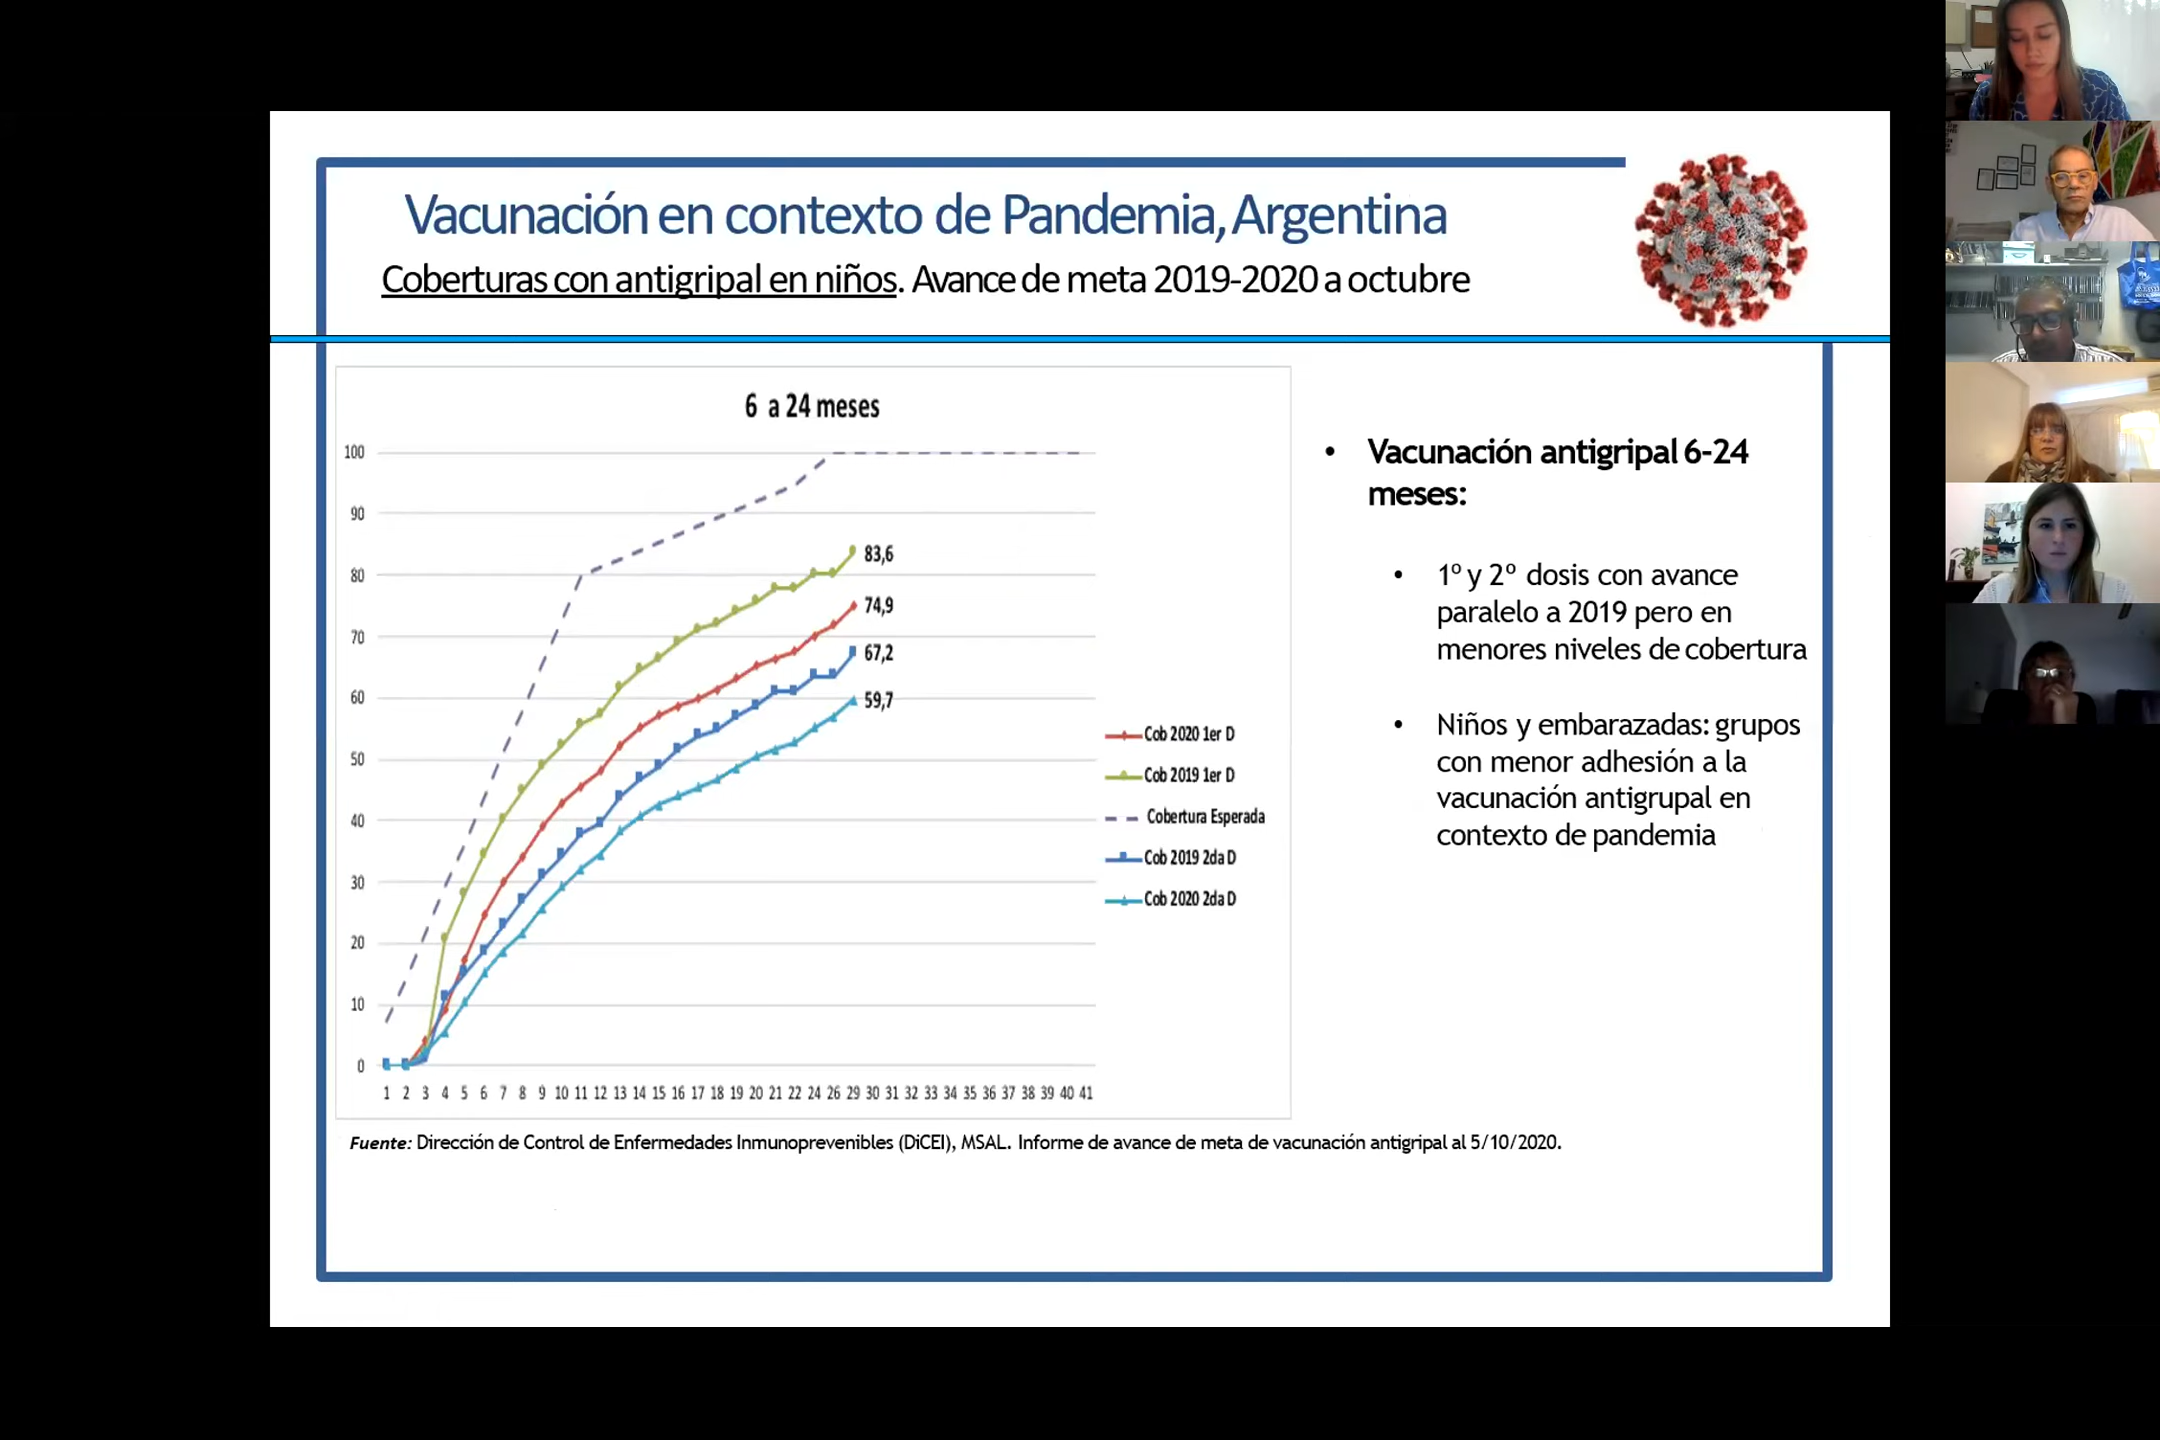 Vacunación en contexto de Pandemia, Argentina
Coberturas con antigripal en niños. Avance de meta 2019-2020 a octubre
6 a 24 meses
100
90
80
70
60
50
40
30
20
10
0
83,6
74,9
67,2
59,7
1 2 3 4 5 6 7 8 9 10 11 12 13 14 15 16 17 18 19 20 21 22 24 26 29 30 31 32 33 34 35 36 37 38 39 40 41
Cob 2020 1er D
Cob 2019 1er D
Cobertura Esperada
Cob 2019 2da D
Cob 2020 2da D
• Vacunación antigripal 6-24
meses:
• 1º y 2º dosis con avance
paralelo a 2019 pero en
menores niveles de cobertura
• Niños y embarazadas: grupos
con menor adhesión a la
vacunación antigrupal en
contexto de pandemia
Fuente: Dirección de Control de Enfermedades Inmunoprevenibles (DiCEI), MSAL. Informe de avance de meta de vacunación antigripal al 5/10/2020.